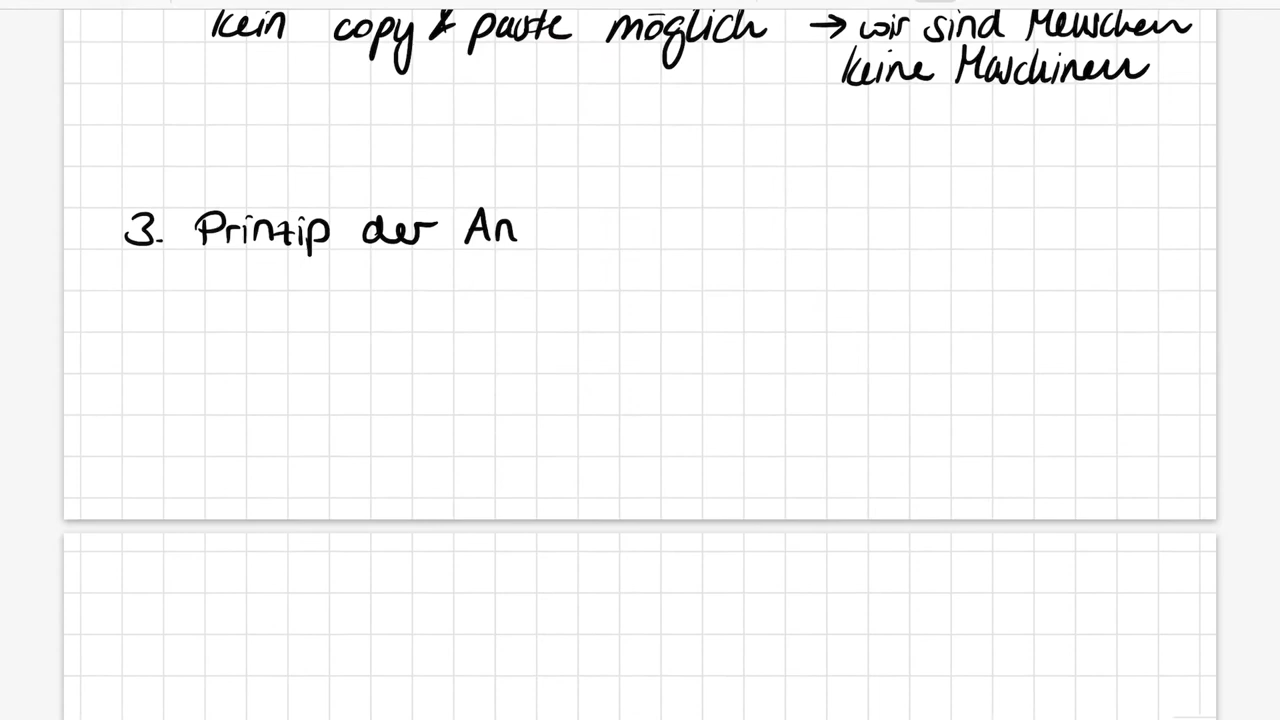 kein copy & paste möglich → wir sind Menschen
keine Maschinen
3. Prinzip der An